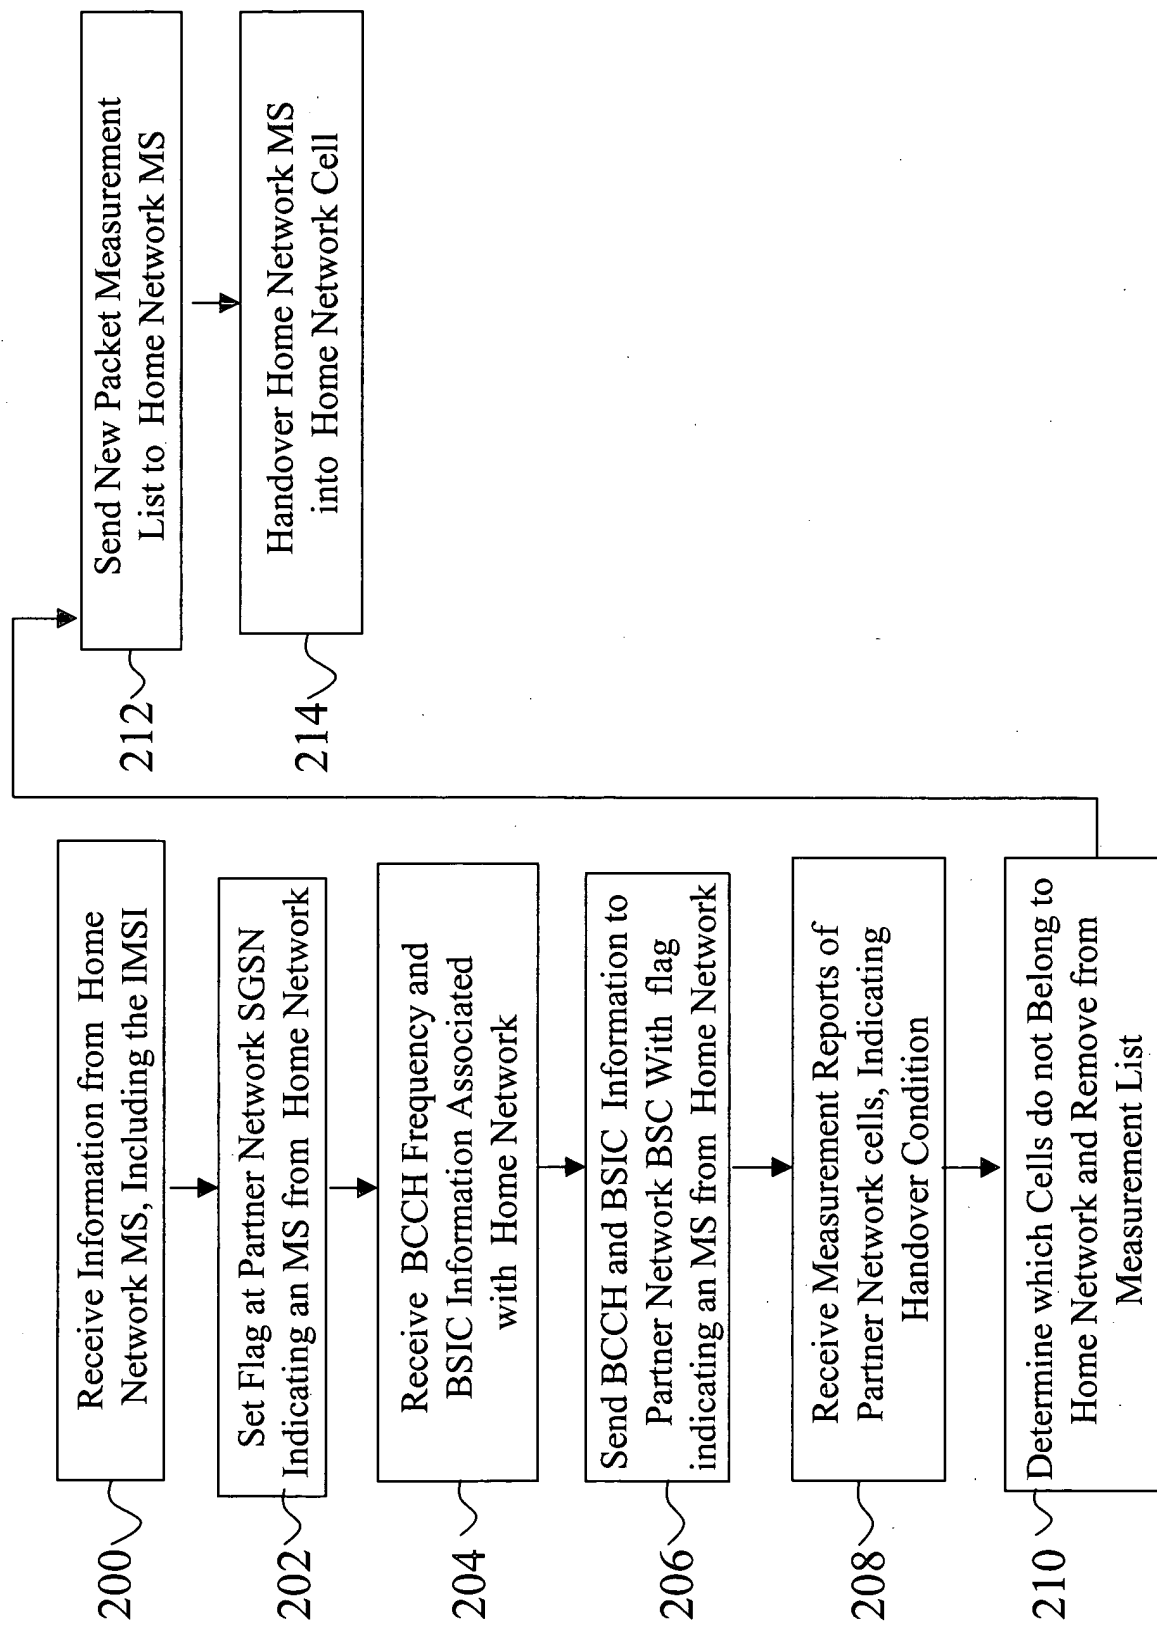 200
Receive Information from Home
Network MS, Including the IMSI
202
Set Flag at Partner Network SGSN
Indicating an MS from Home Network
204
Receive BCCH Frequency and
BSIC Information Associated
with Home Network
206
Send BCCH and BSIC Information to
Partner Network BSC With flag
indicating an MS from Home Network
208
Receive Measurement Reports of
Partner Network cells, Indicating
Handover Condition
210
Determine which Cells do not Belong to
Home Network and Remove from
Measurement List
212
Send New Packet Measurement
List to Home Network MS
214
Handover Home Network MS
into Home Network Cell